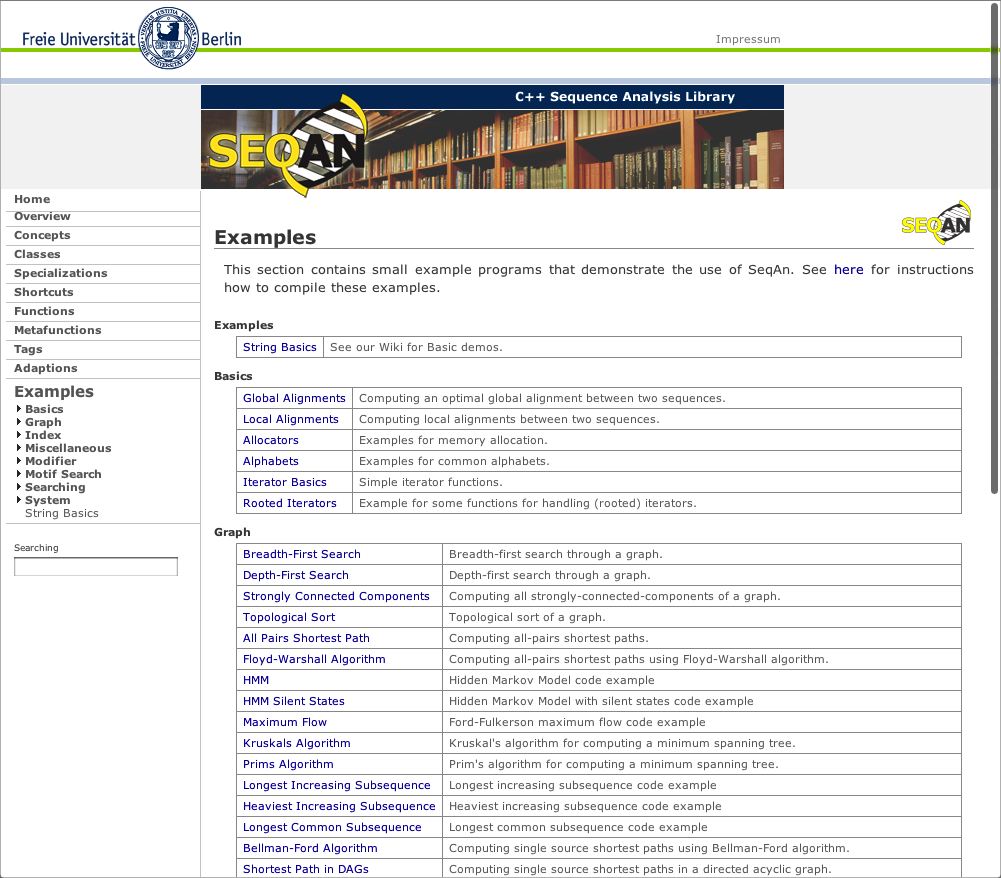 Freie Universität Berlin
Impressum
C++ Sequence Analysis Library
SEQAN
Home
Overview
Concepts
Classes
Specializations
Shortcuts
Functions
Metafunctions
Tags
Adaptions
Examples
Basics
Graph
Index
Miscellaneous
Modifier
Motif Search
Searching
System
String Basics
Searching
SEQAN
Examples
This section contains small example programs that demonstrate the use of SeqAn. See here for instructions
how to compile these examples.
Examples
String Basics See our Wiki for Basic demos.
Basics
Global Alignments Computing an optimal global alignment between two sequences.
Local Alignments Computing local alignments between two sequences.
Allocators Examples for memory allocation.
Alphabets Examples for common alphabets.
Iterator Basics Simple iterator functions.
Rooted Iterators Example for some functions for handling (rooted) iterators.
Graph
Breadth-First Search Breadth-first search through a graph.
Depth-First Search Depth-first search through a graph.
Strongly Connected Components Computing all strongly-connected-components of a graph.
Topological Sort Topological sort of a graph.
All Pairs Shortest Path Computing all-pairs shortest paths.
Floyd-Warshall Algorithm Computing all-pairs shortest paths using Floyd-Warshall algorithm.
HMM Hidden Markov Model code example
HMM Silent States Hidden Markov Model with silent states code example
Maximum Flow Ford-Fulkerson maximum flow code example
Kruskals Algorithm Kruskal's algorithm for computing a minimum spanning tree.
Prims Algorithm Prim's algorithm for computing a minimum spanning tree.
Longest Increasing Subsequence Longest increasing subsequence code example
Heaviest Increasing Subsequence Heaviest increasing subsequence code example
Longest Common Subsequence Longest common subsequence code example
Bellman-Ford Algorithm Computing single source shortest paths using Bellman-Ford algorithm.
Shortest Path in DAGs Computing single source shortest paths in a directed acyclic graph.